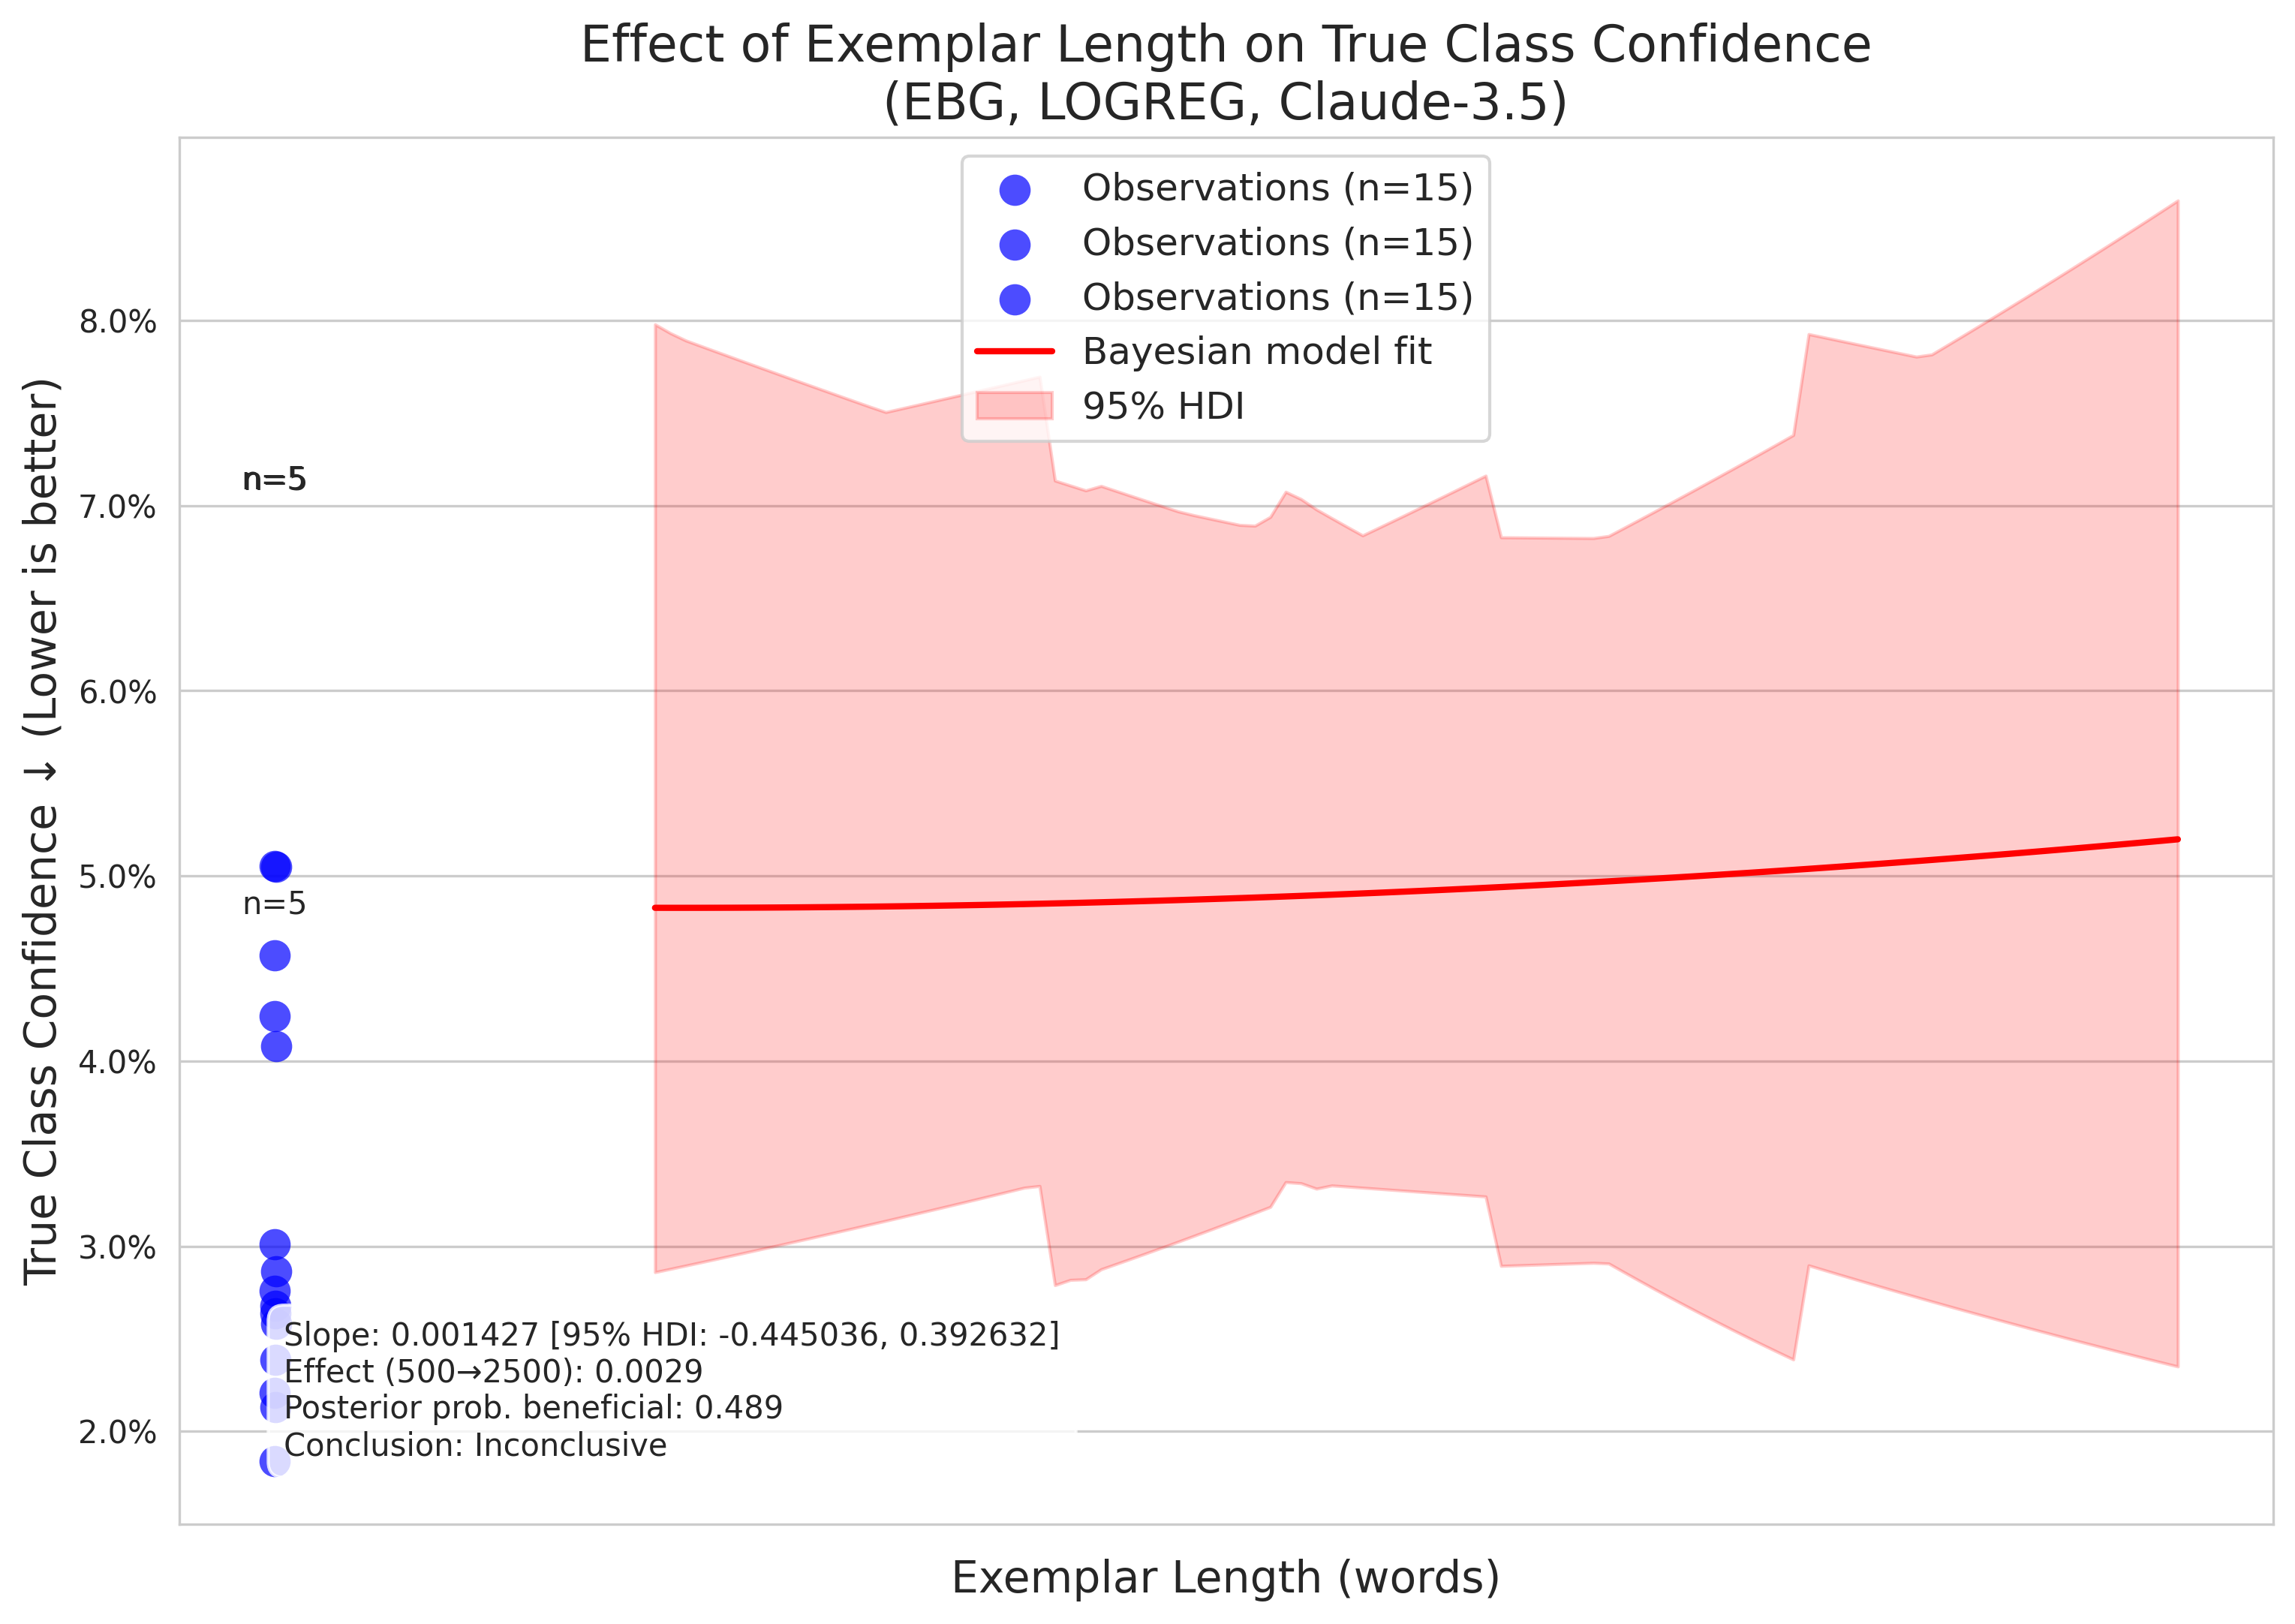 Effect of Exemplar Length on True Class Confidence
(EBG, LOGREG, Claude-3.5)
Observations (n=15)
Observations (n=15)
Observations (n=15)
Bayesian model fit
95% HDI
True Class Confidence ↓ (Lower is better)
8.0%
7.0%
6.0%
5.0%
4.0%
3.0%
2.0%
n=5
n=5
Slope: 0.001427 [95% HDI: -0.445036, 0.392632]
Effect (500→2500): 0.0029
Posterior prob. beneficial: 0.489
Conclusion: Inconclusive
Exemplar Length (words)